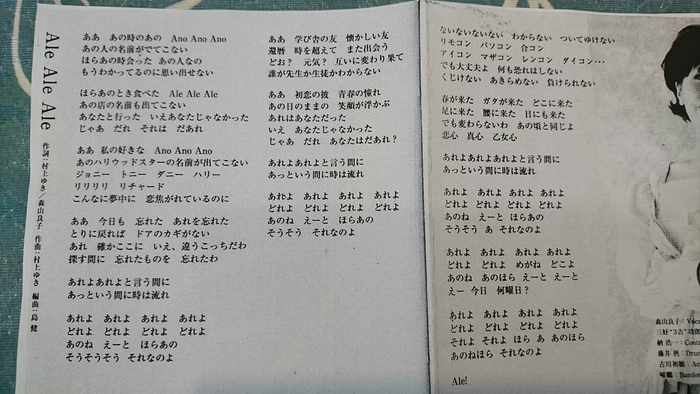 Ale Ale Ale
作詞：村上ゆき／森山良子 作曲：村上ゆき 編曲：島 健
ああ あの時のあの Ano Ano Ano
あの人の名前がでてこない
ほらあの時会った あの人なの
もうわかってるのに思い出せない
ほらあのとき食べた Ale Ale Ale
あの店の名前も出てこない
あなたと行った いえあなたじゃなかった
じゃあ だれ それは だあれ
ああ 私の好きな Ano Ano Ano
あのハリウッドスターの名前が出てこない
ジョニー トニー ダニー ハリー
リリリリ リチャード
こんなに夢中に 恋焦がれているのに
ああ 今日も 忘れた あれを忘れた
とりに戻れば ドアのカギがない
あれ 確かここに いえ、違うこっちだわ
探す間に 忘れたものを 忘れたわ
あれよあれよと言う間に
あっという間に時は流れ
あれよ あれよ あれよ あれよ
どれよ どれよ どれよ どれよ
あのね えーと ほらあの
そうそうそう それなのよ
ああ 学び舎の友 懐かしい友
還暦 時を超えて また出会う
どお？ 元気？ 互いに変わり果て
誰が先生か生徒かわからない
ああ 初恋の彼 青春の憧れ
あの日のままの 笑顔が浮かぶ
あれはあなただった
いえ あなたじゃなかった
じゃあ だれ あなたはだあれ？
あれよあれよと言う間に
あっという間に時は流れ
あれよ あれよ あれよ あれよ
どれよ どれよ どれよ どれよ
あのね えーと ほらあの
そうそう それなのよ
ないないないない わからない ついてゆけない
リモコン パソコン 合コン
アイコン マザコン レンコン ダイコン…
でも大丈夫よ 何も恐れはしない
くじけない あきらめない 負けられない
春が来た ガタが来た どこに来た
足に来た 腰に来た 目にも来た
でも変わらないわ あの頃と同じよ
恋心 真心 乙女心
あれよあれよあれよと言う間に
あっという間に時は流れ
あれよ あれよ あれよ あれよ
どれよ どれよ どれよ どれよ
あのね えーと ほらあの
そうそう あ それなのよ
あれよ あれよ あれよ あれよ
どれよ どれよ めがね どこよ
あのね あのほら えーと えーと
えー 今日 何曜日？
あれよ あれよ あれよ あれよ
どれよ どれよ どれよ どれよ
それよ それよ ほら あ あのほら
あのねほら それなのよ
Ale!
森山良子：Voca
三好“3吉”功郎
納 浩一：Contr
藤井 摂：Drum
古川初穂：Ac
：Bandon